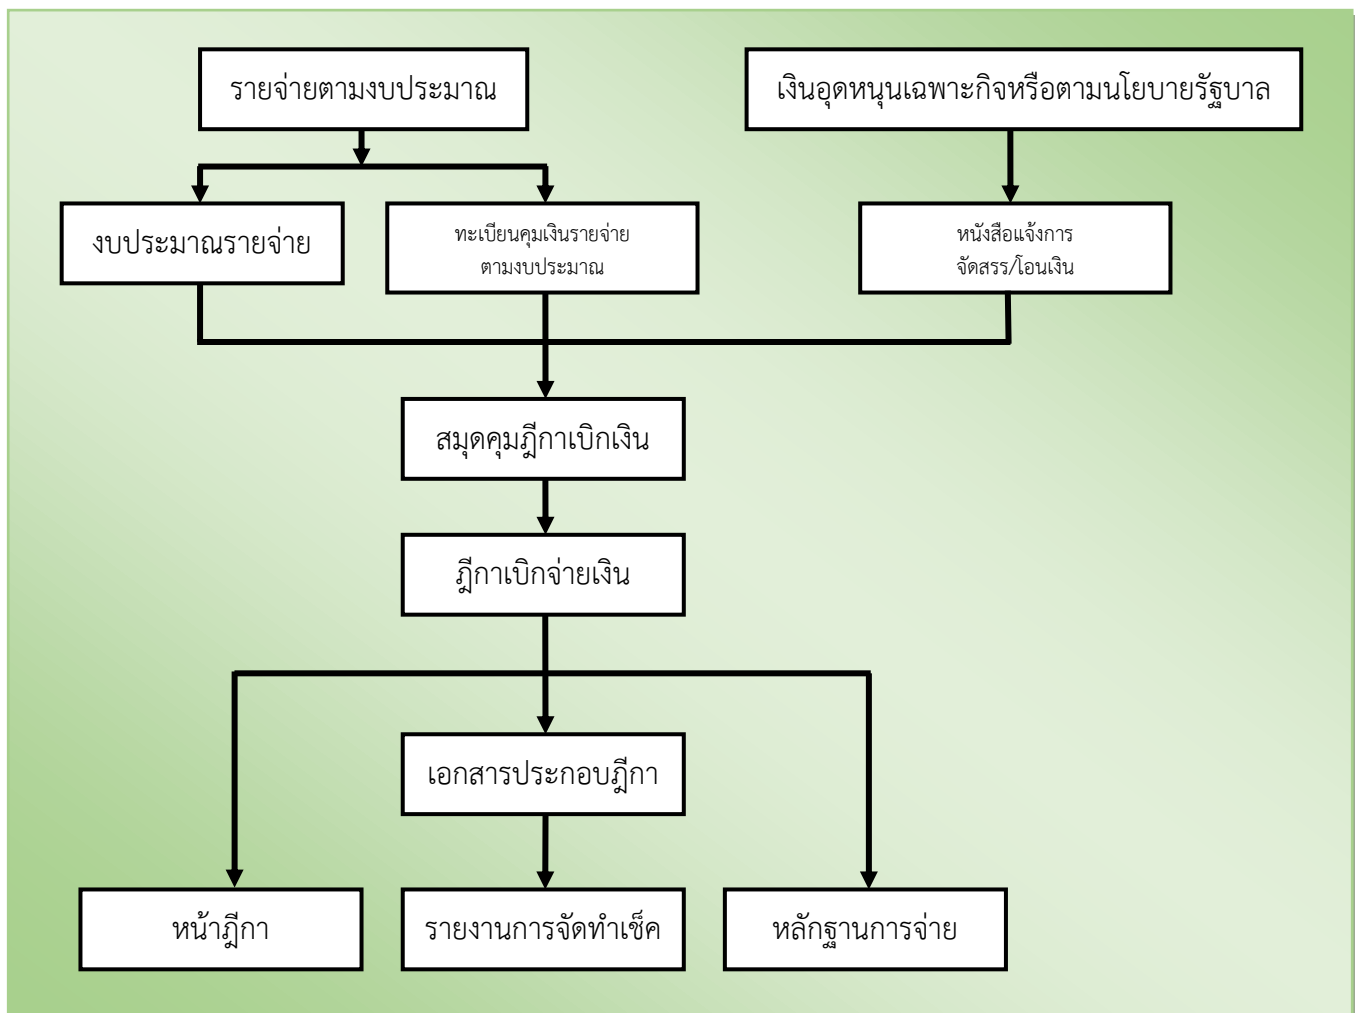 รายจ่ายตามงบประมาณ
เงินอุดหนุนเฉพาะกิจหรือตามนโยบายรัฐบาล
งบประมาณรายจ่าย
ทะเบียนคุมเงินรายจ่าย
ตามงบประมาณ
หนังสือแจ้งการ
จัดสรร/โอนเงิน
สมุดคุมฎีกาเบิกเงิน
ฎีกาเบิกจ่ายเงิน
เอกสารประกอบฎีกา
หน้าฎีกา
รายงานการจัดทำเช็ค
หลักฐานการจ่าย